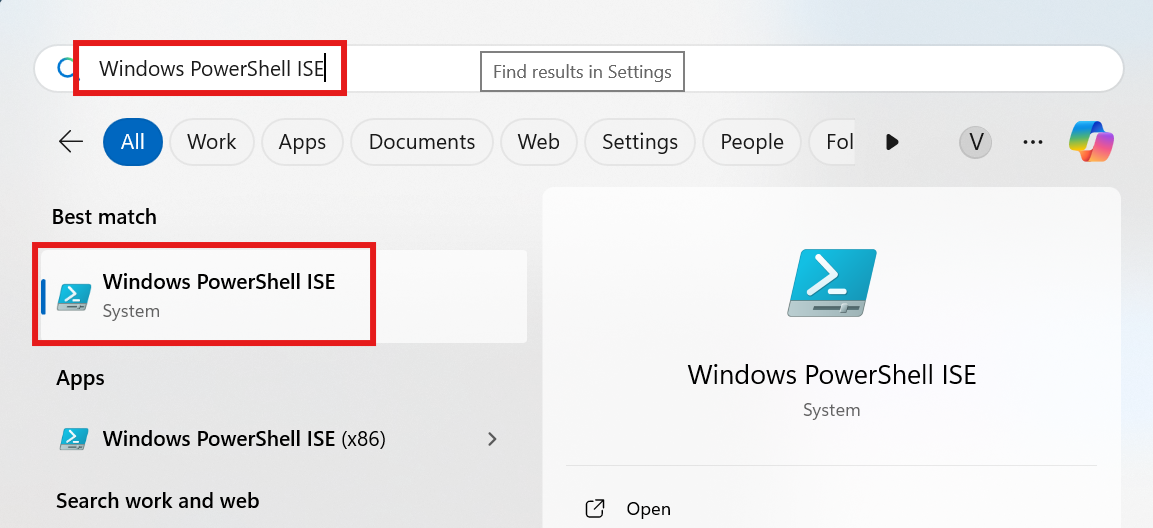 Windows PowerShell ISE
Find results in Settings
All Work Apps Documents Web Settings People Fol V
Best match
Windows PowerShell ISE
System
Apps
Windows PowerShell ISE (x86)
Search work and web
Windows PowerShell ISE
System
Open